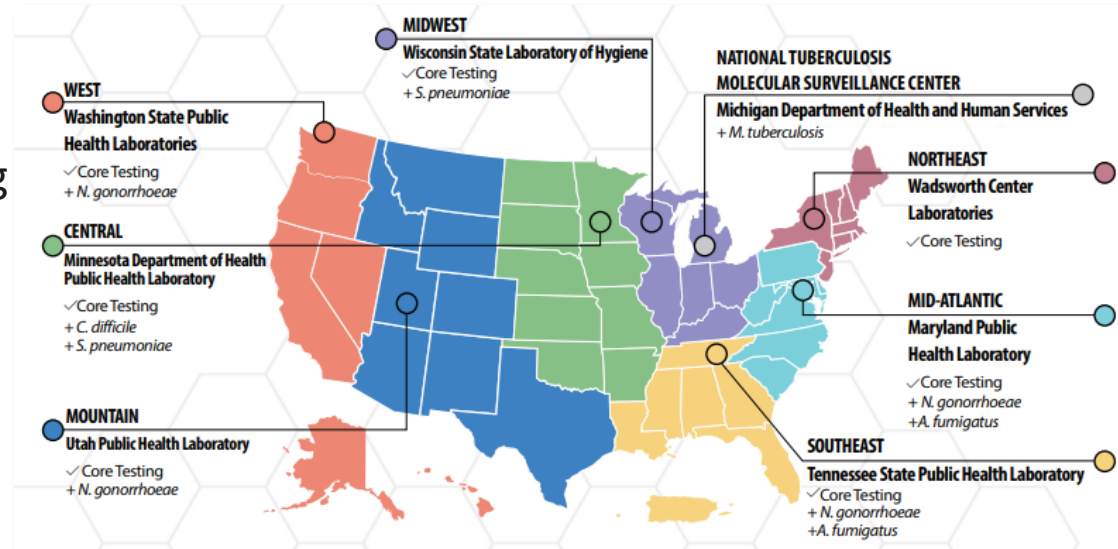 MIDWEST
Wisconsin State Laboratory of Hygiene
✓Core Testing
+ S. pneumoniae
NATIONAL TUBERCULOSIS
MOLECULAR SURVEILLANCE CENTER
Michigan Department of Health and Human Services
+ M. tuberculosis
WEST
Washington State Public
Health Laboratories
✓Core Testing
+ N. gonorrhoeae
g
NORTHEAST
Wadsworth Center
Laboratories
✓Core Testing
CENTRAL
Minnesota Department of Health
Public Health Laboratory
✓Core Testing
+ C. difficile
+ S. pneumoniae
MID-ATLANTIC
Maryland Public
Health Laboratory
✓Core Testing
+ N. gonorrhoeae
+A. fumigatus
MOUNTAIN
Utah Public Health Laboratory
✓ Core Testing
+ N. gonorrhoeae
SOUTHEAST
Tennessee State Public Health Laboratory
✓Core Testing
+ N. gonorrhoeae
+A. fumigatus